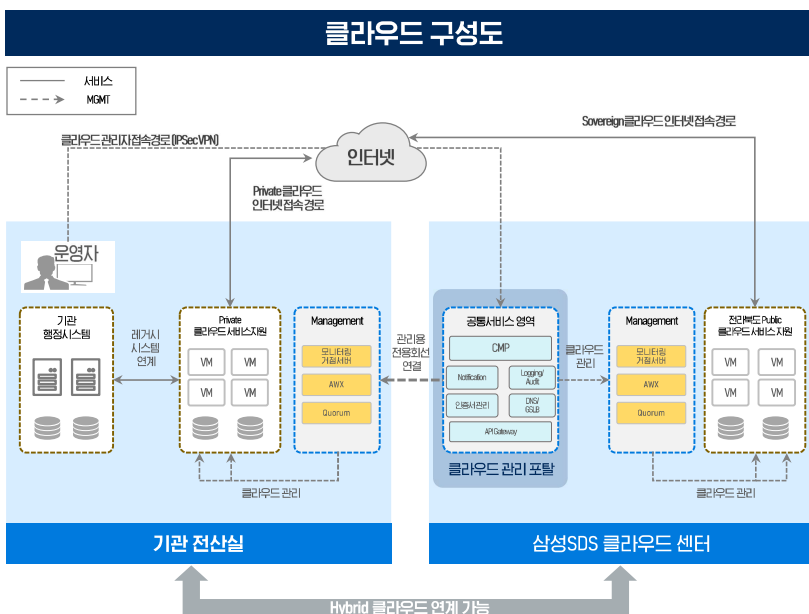 클라우드 구성도
서비스
MGMT
Sovereign 클라우드 인터넷 접속 경로
클라우드 관리자 접속 경로 (IPSec VPN)
인터넷
Private 클라우드
인터넷 접속 경로
운영자
기관
행정시스템
레거시
시스템
연계
Private
클라우드 서비스 자원
VM
VM
VM
VM
Management
모니터링
거점서버
AWX
Quorum
클라우드 관리
관리용
전용회선
연결
공통서비스 영역
CMP
Notification
Logging/
Audit
인증서관리
DNS/
GSLB
API Gateway
클라우드 관리 포탈
클라우드
관리
Management
모니터링
거점서버
AWX
Quorum
전라북도 Public
클라우드 서비스 자원
VM
VM
VM
VM
클라우드 관리
기관 전산실
삼성SDS 클라우드 센터
Hybrid 클라우드 연계 가능